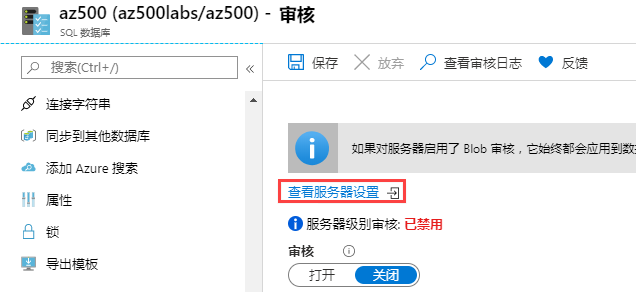 az500 (az500labs/az500) - 审核
SQL 数据库
搜索(Ctrl+/)
连接字符串
同步到其他数据库
添加 Azure 搜索
属性
锁
导出模板
保存 放弃 查看审核日志 反馈
如果对服务器启用了 Blob 审核，它始终都会应用到数
查看服务器设置
服务器级别审核: 已禁用
审核
打开 关闭